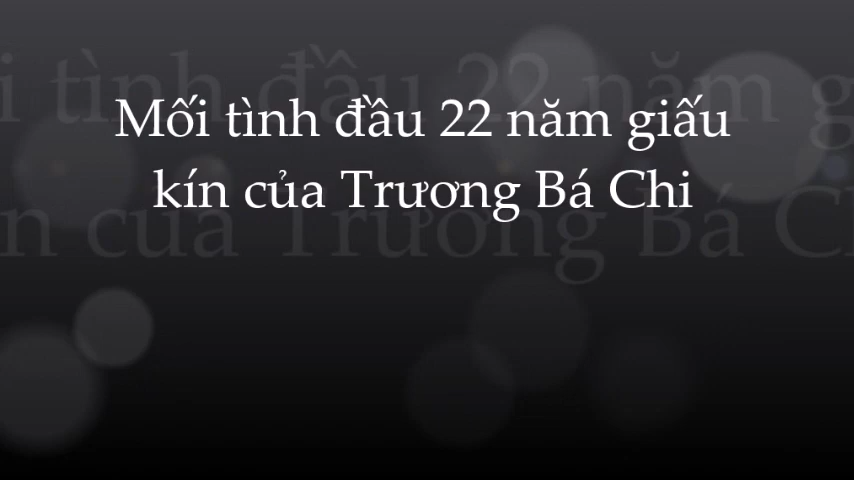 Mối tình đầu 22 năm giấu
kín của Trương Bá Chi